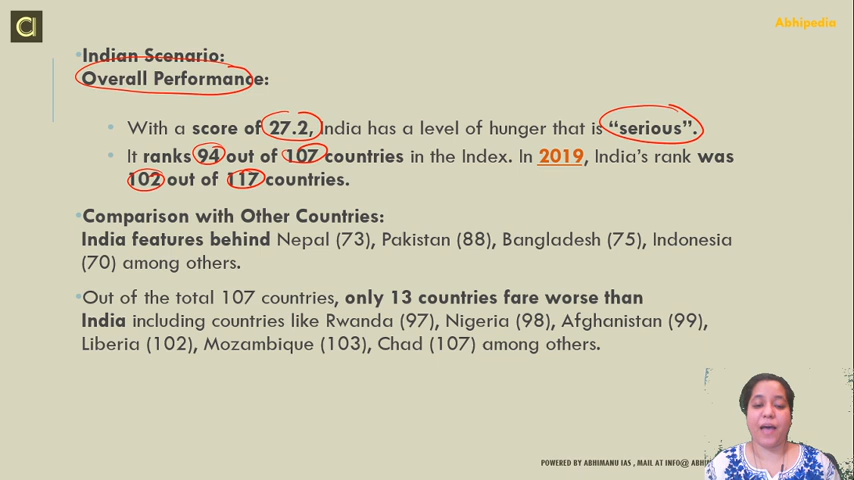 Abhipedia
Indian Scenario:
Overall Performance:
With a score of 27.2, India has a level of hunger that is “serious”.
It ranks 94 out of 107 countries in the Index. In 2019, India’s rank was
102 out of 117 countries.
Comparison with Other Countries:
India features behind Nepal (73), Pakistan (88), Bangladesh (75), Indonesia
(70) among others.
Out of the total 107 countries, only 13 countries fare worse than
India including countries like Rwanda (97), Nigeria (98), Afghanistan (99),
Liberia (102), Mozambique (103), Chad (107) among others.
POWERED BY ABHIMANU IAS , MAIL AT INFO@